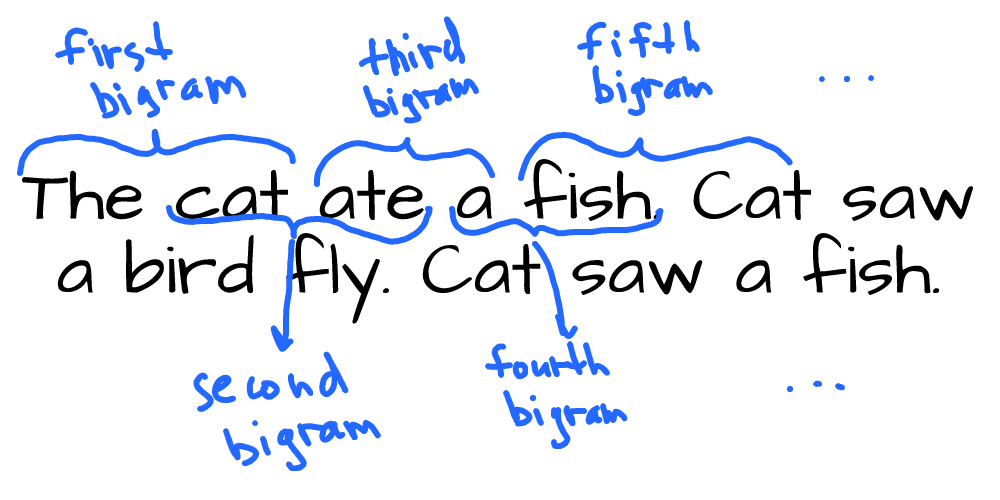 first third fifth
bigram bigram bigram ...
The cat ate a fish. Cat saw
a bird fly. Cat saw a fish.
second fourth ...
bigram bigram